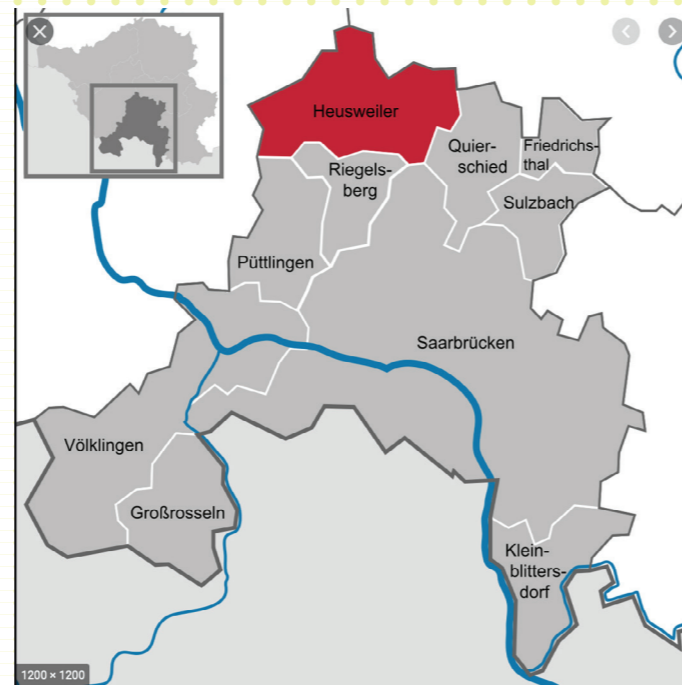 Heusweiler
Quier-
schied
Friedrichs-
thal
Riegels-
berg
Sulzbach
Püttlingen
Saarbrücken
Völklingen
Großrosseln
Klein-
blitters-
dorf
1200 × 1200